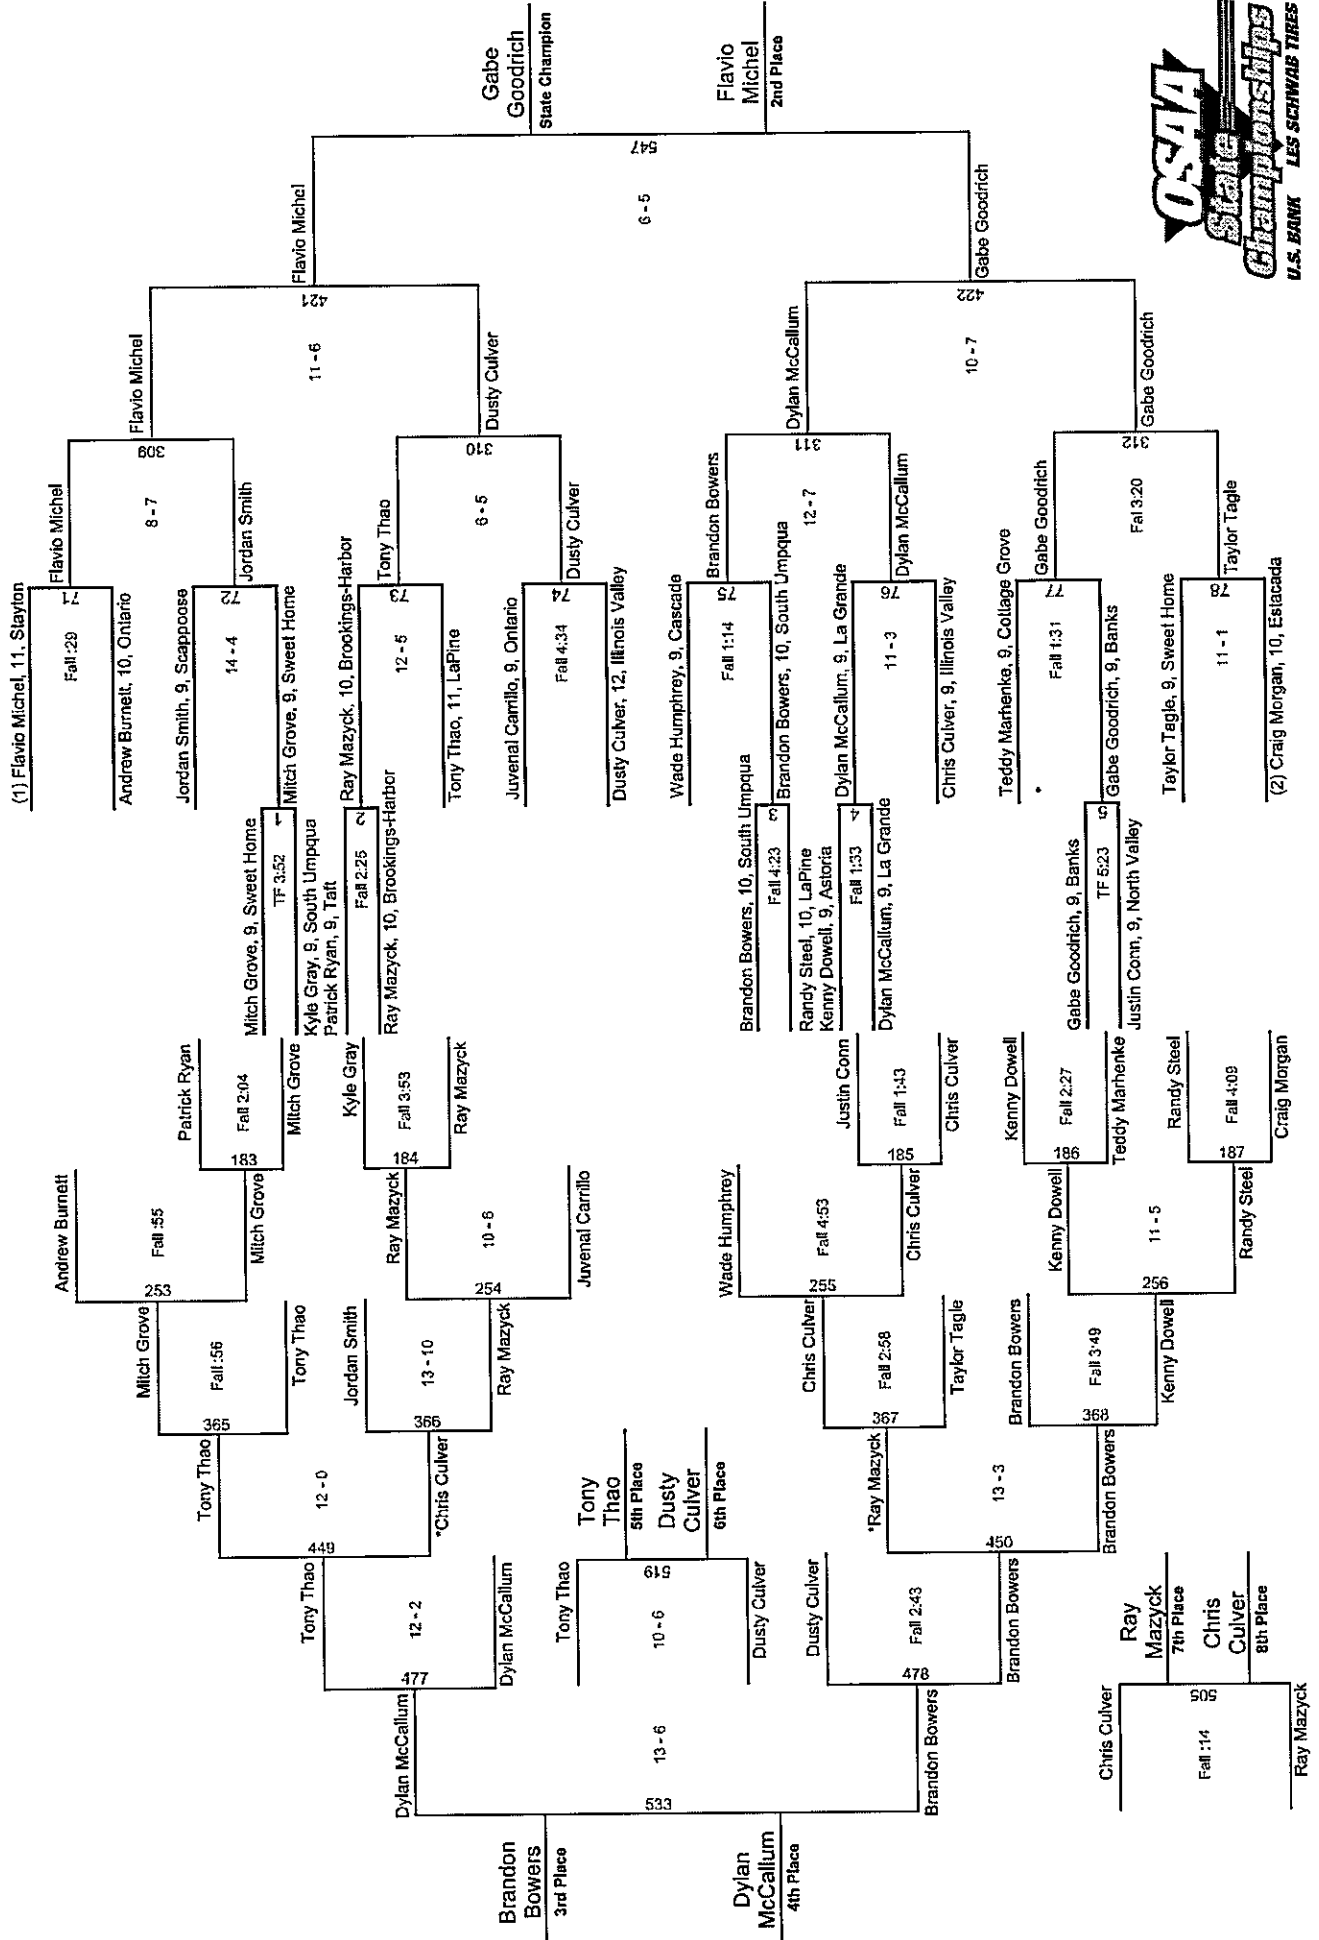 Mitch Grove, 9, Sweet Home
TF 3:52
1
Kyle Gray, 9, South Umpqua
Patrick Ryan, 9, Taft
Fall 2:25
2
Ray Mazyck, 10, Brookings-Harbor
Brandon Bowers, 10, South Umpqua
Fall 4:23
3
Randy Steel, 10, LaPine
Kenny Dowell, 9, Astoria
Fall 1:33
4
Dylan McCallum, 9, La Grande
Gabe Goodrich, 9, Banks
TF 5:23
5
Justin Conn, 9, North Valley
(1) Flavio Michel, 11, Stayton
Fall :29
71
Andrew Burnett, 10, Ontario
Jordan Smith, 9, Scappoose
14 - 4
72
Mitch Grove, 9, Sweet Home
Ray Mazyck, 10, Brookings-Harbor
12 - 5
73
Tony Thao, 11, LaPine
Juvenal Carrillo, 9, Ontario
Fall 4:34
74
Dusty Culver, 12, Illinois Valley
Wade Humphrey, 9, Cascade
Fall 1:14
75
Brandon Bowers, 10, South Umpqua
Dylan McCallum, 9, La Grande
11 - 3
76
Chris Culver, 9, Illinois Valley
Teddy Marhenke, 9, Cottage Grove
Fall 1:31
77
Gabe Goodrich, 9, Banks
Taylor Tagle, 9, Sweet Home
11 - 1
78
(2) Craig Morgan, 10, Estacada
Flavio Michel
8 - 7
309
Jordan Smith
Tony Thao
6 - 5
310
Dusty Culver
Brandon Bowers
12 - 7
311
Dylan McCallum
Gabe Goodrich
Fall 3:20
312
Taylor Tagle
Flavio Michel
11 - 6
421
Dusty Culver
Dylan McCallum
10 - 7
422
Gabe Goodrich
Flavio Michel
6 - 5
547
Gabe Goodrich
Gabe
Goodrich
State Champion
Flavio
Michel
2nd Place
Patrick Ryan
Fall 2:04
183
Mitch Grove
Kyle Gray
Fall 3:53
184
Ray Mazyck
Justin Conn
Fall 1:43
185
Chris Culver
Kenny Dowell
Fall 2:27
186
Teddy Marhenke
Randy Steel
Fall 4:09
187
Craig Morgan
Andrew Burnett
Fall :55
253
Mitch Grove
Ray Mazyck
10 - 6
254
Juvenal Carrillo
Wade Humphrey
Fall 4:53
255
Chris Culver
Kenny Dowell
11 - 5
256
Randy Steel
Mitch Grove
Fall :56
365
Tony Thao
Jordan Smith
13 - 10
366
Ray Mazyck
Chris Culver
Fall 2:58
367
Taylor Tagle
Brandon Bowers
Fall 3:49
368
Kenny Dowell
Tony Thao
12 - 0
449
*Chris Culver
*Ray Mazyck
13 - 3
450
Brandon Bowers
Tony Thao
12 - 2
477
Dylan McCallum
Dusty Culver
Fall 2:43
478
Brandon Bowers
Dylan McCallum
13 - 6
533
Brandon Bowers
Brandon
Bowers
3rd Place
Dylan
McCallum
4th Place
Tony Thao
10 - 6
519
Dusty Culver
Tony
Thao
5th Place
Dusty
Culver
6th Place
Chris Culver
Fall :14
505
Ray Mazyck
Ray
Mazyck
7th Place
Chris
Culver
8th Place
OSAA
State
Championships
U.S. BANK LES SCHWAB TIRES